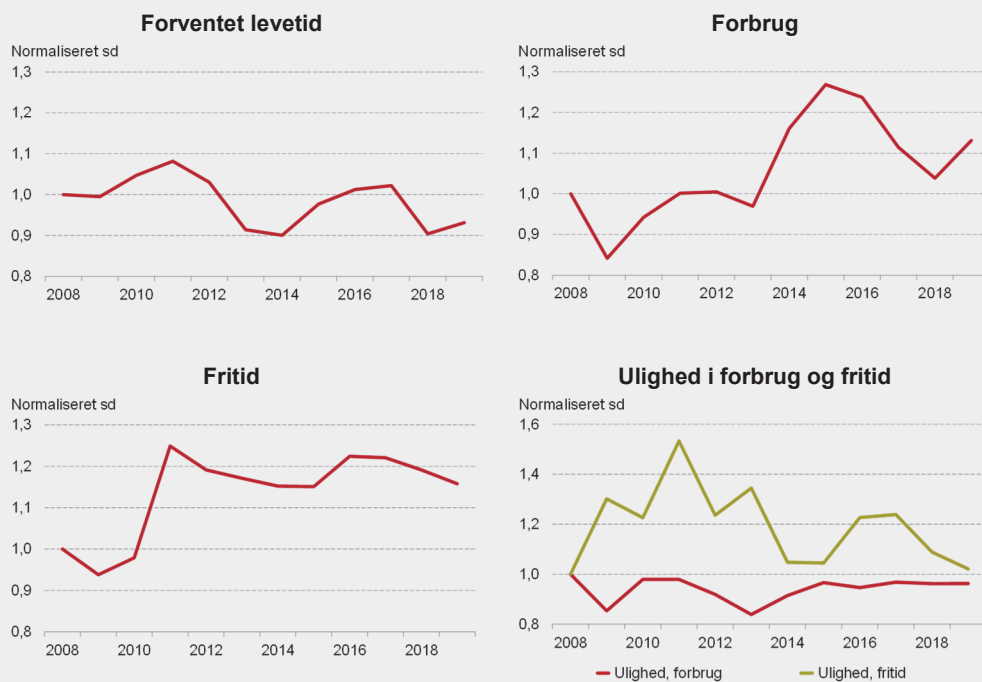 Forventet levetid
Normaliseret sd
1,3
1,2
1,1
1,0
0,9
0,8
2008 2010 2012 2014 2016 2018
Forbrug
Normaliseret sd
1,3
1,2
1,1
1,0
0,9
0,8
2008 2010 2012 2014 2016 2018
Fritid
Normaliseret sd
1,3
1,2
1,1
1,0
0,9
0,8
2008 2010 2012 2014 2016 2018
Ulighed i forbrug og fritid
Normaliseret sd
1,6
1,4
1,2
1,0
0,8
2008 2010 2012 2014 2016 2018
Ulighed, forbrug Ulighed, fritid